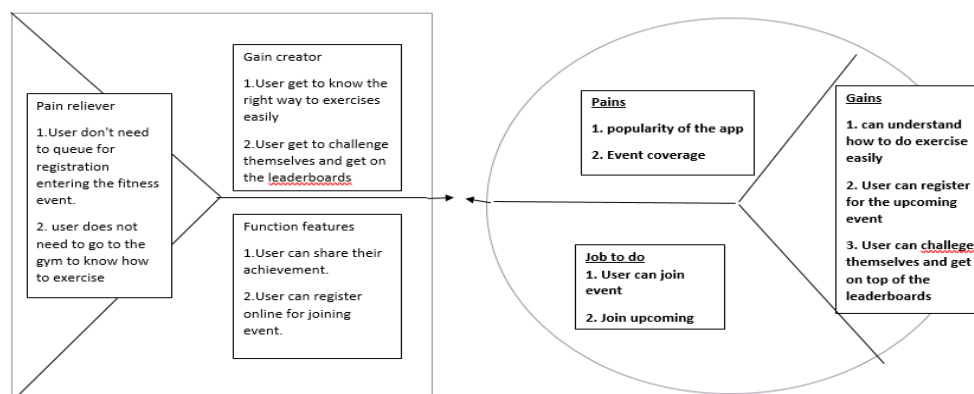 Gain creator
1.User get to know the
right way to exercises
easily
2.User get to challenge
themselves and get on
the leaderboards
Pain reliever
1.User don't need
to queue for
registration
entering the fitness
event.
2. user does not
need to go to the
gym to know how
to exercise
Function features
1.User can share their
achievement.
2.User can register
online for joining
event.
Pains
1. popularity of the app
2. Event coverage
Gains
1. can understand
how to do exercise
easily
2. User can register
for the upcoming
event
3. User can challege
themselves and get
on top of the
leaderboards
Job to do
1. User can join
event
2. Join upcoming